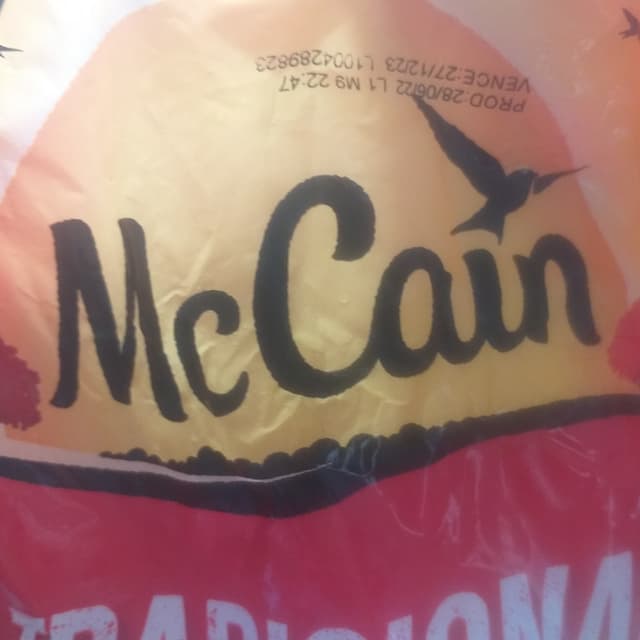 PROD:28/06/22 L1 M9 22:47
VENCE:27/12/23 L1004289823
McCain
TRADICIONA